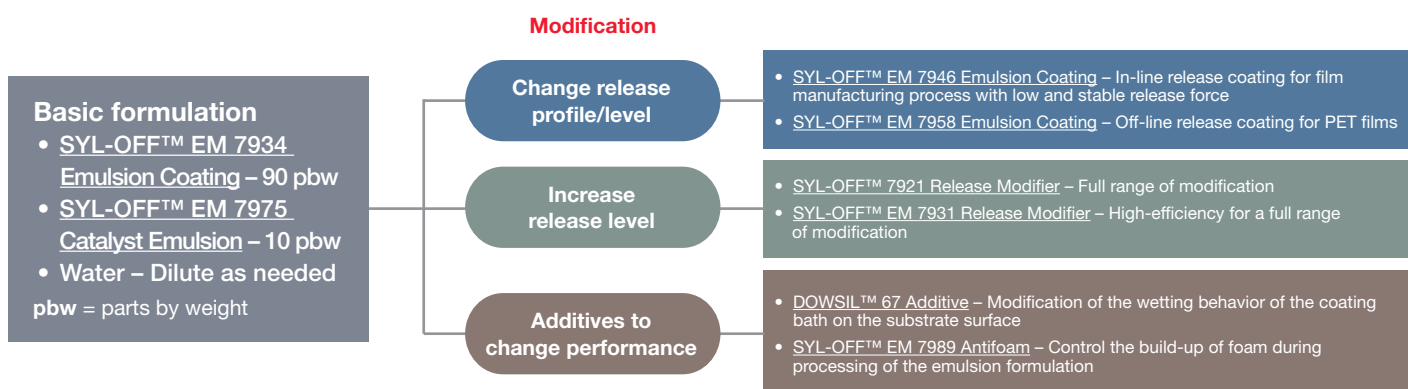 Modification
Basic formulation
• SYL-OFF™ EM 7934
Emulsion Coating – 90 pbw
• SYL-OFF™ EM 7975
Catalyst Emulsion – 10 pbw
• Water – Dilute as needed
pbw = parts by weight
Change release
profile/level
• SYL-OFF™ EM 7946 Emulsion Coating – In-line release coating for film
manufacturing process with low and stable release force
• SYL-OFF™ EM 7958 Emulsion Coating – Off-line release coating for PET films
Increase
release level
• SYL-OFF™ 7921 Release Modifier – Full range of modification
• SYL-OFF™ EM 7931 Release Modifier – High-efficiency for a full range
of modification
Additives to
change performance
• DOWSIL™ 67 Additive – Modification of the wetting behavior of the coating
bath on the substrate surface
• SYL-OFF™ EM 7989 Antifoam – Control the build-up of foam during
processing of the emulsion formulation